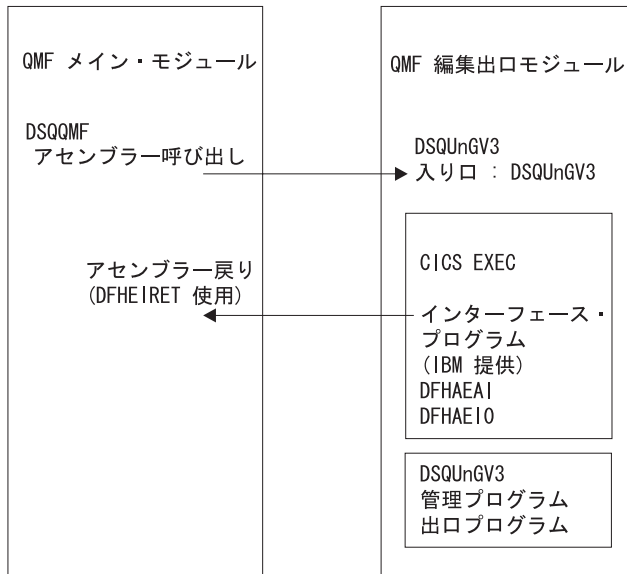 QMF メイン・モジュール
DSQQMF
アセンブラー呼び出し
アセンブラー戻り
(DFHEIRET 使用)
QMF 編集出口モジュール
DSQUnGV3
入り口 : DSQUnGV3
CICS EXEC
インターフェース・
プログラム
(IBM 提供)
DFHAEAI
DFHAEIO
DSQUnGV3
管理プログラム
出口プログラム